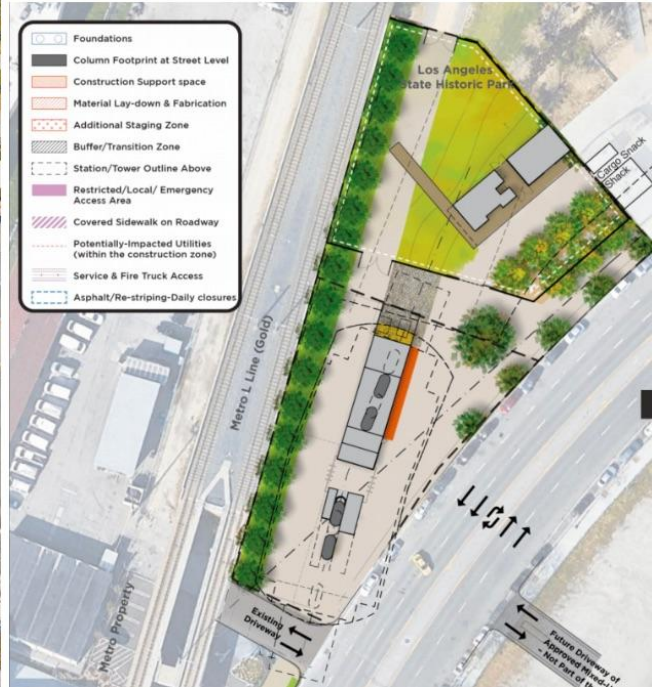 Foundations
Column Footprint at Street Level
Construction Support space
Material Lay-down & Fabrication
Additional Staging Zone
Buffer/Transition Zone
Station/Tower Outline Above
Restricted/Local/ Emergency
Access Area
Covered Sidewalk on Roadway
Potentially-Impacted Utilities
(within the construction zone)
Service & Fire Truck Access
Asphalt/Re-striping-Daily closures
Los Angeles
State Historic Park
Cargo Snack
Shack
Metro L Line (Gold)
Metro Property
Existing
Driveway
Future Driveway of
Approved Mixed-U
- Not Part of th